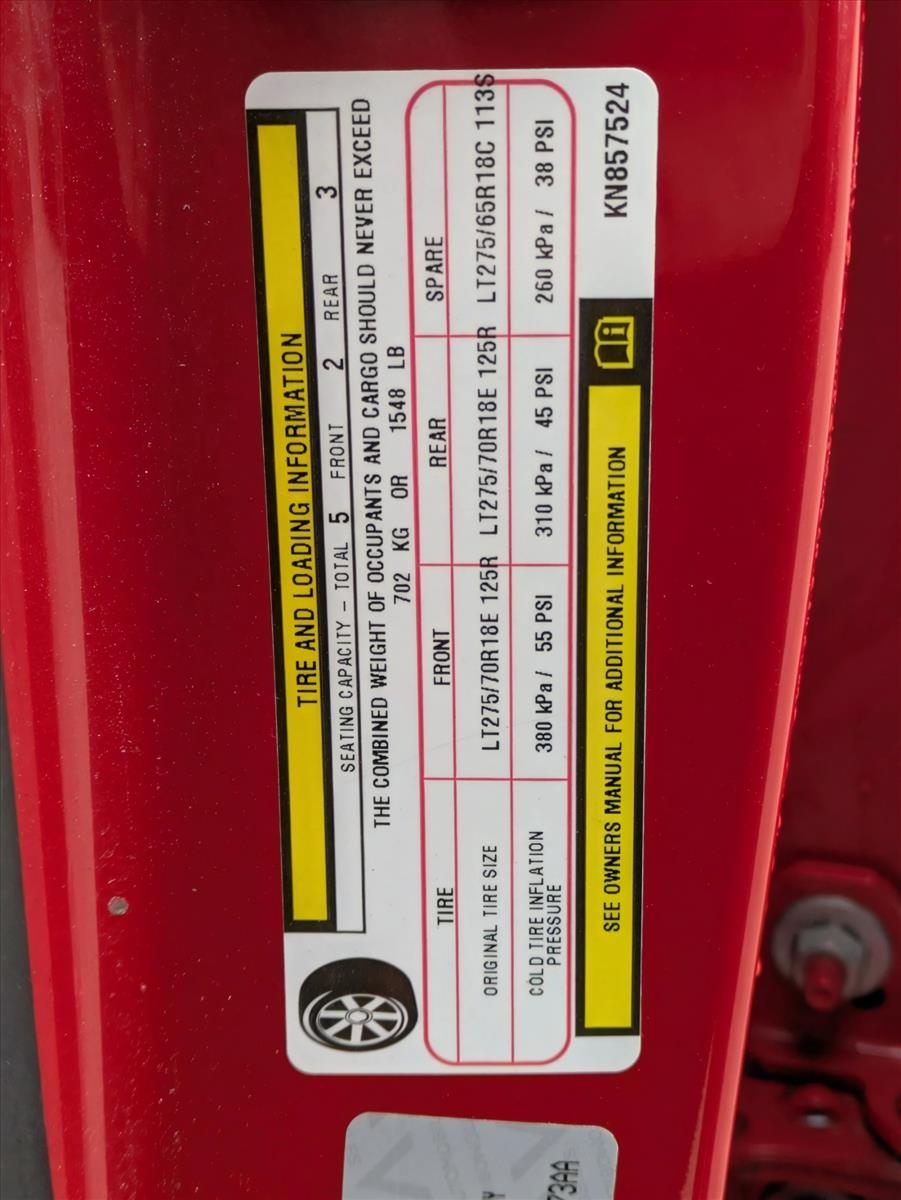 TIRE AND LOADING INFORMATION
SEATING CAPACITY - TOTAL 5 FRONT 2 REAR 3
THE COMBINED WEIGHT OF OCCUPANTS AND CARGO SHOULD NEVER EXCEED
702 KG OR 1548 LB
TIRE FRONT REAR SPARE
ORIGINAL TIRE SIZE LT275/70R18E 125R LT275/70R18E 125R LT275/65R18C 113S
COLD TIRE INFLATION
PRESSURE 380 kPa / 55 PSI 310 kPa / 45 PSI 260 kPa / 38 PSI
SEE OWNERS MANUAL FOR ADDITIONAL INFORMATION
KN857524
73AA